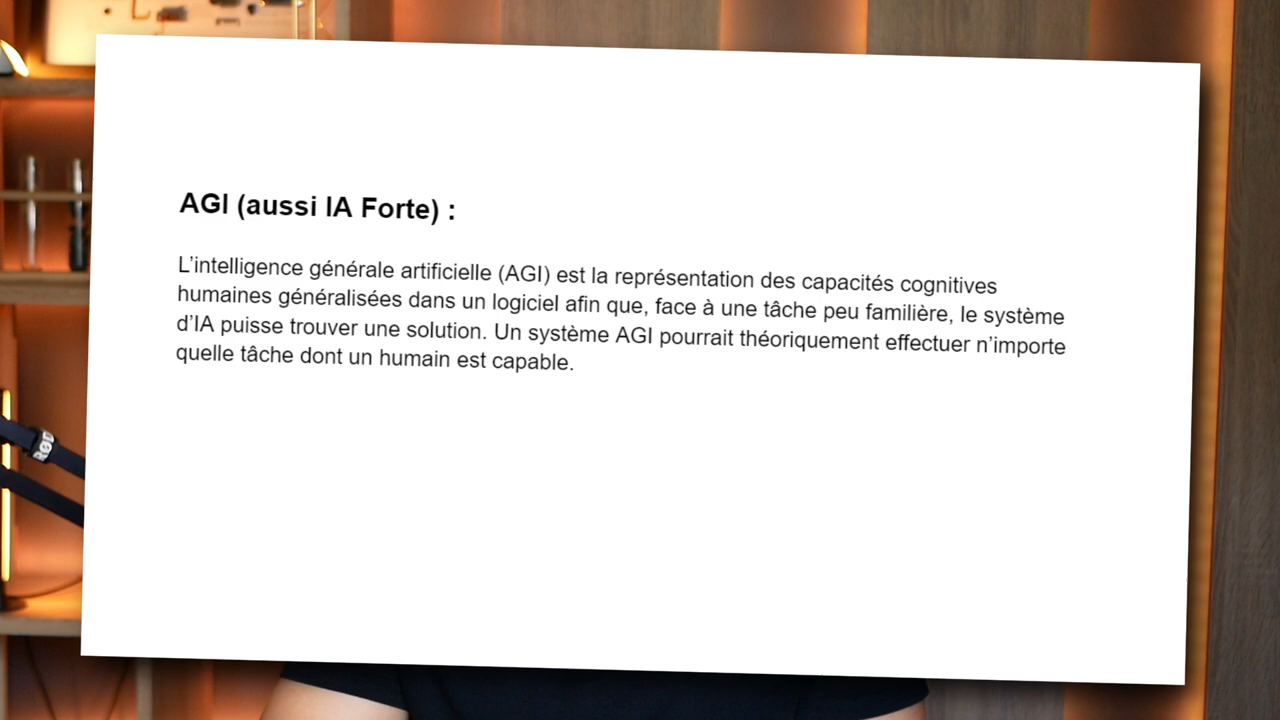 AGI (aussi IA Forte) :
L’intelligence générale artificielle (AGI) est la représentation des capacités cognitives
humaines généralisées dans un logiciel afin que, face à une tâche peu familière, le système
d’IA puisse trouver une solution. Un système AGI pourrait théoriquement effectuer n’importe
quelle tâche dont un humain est capable.
RØD